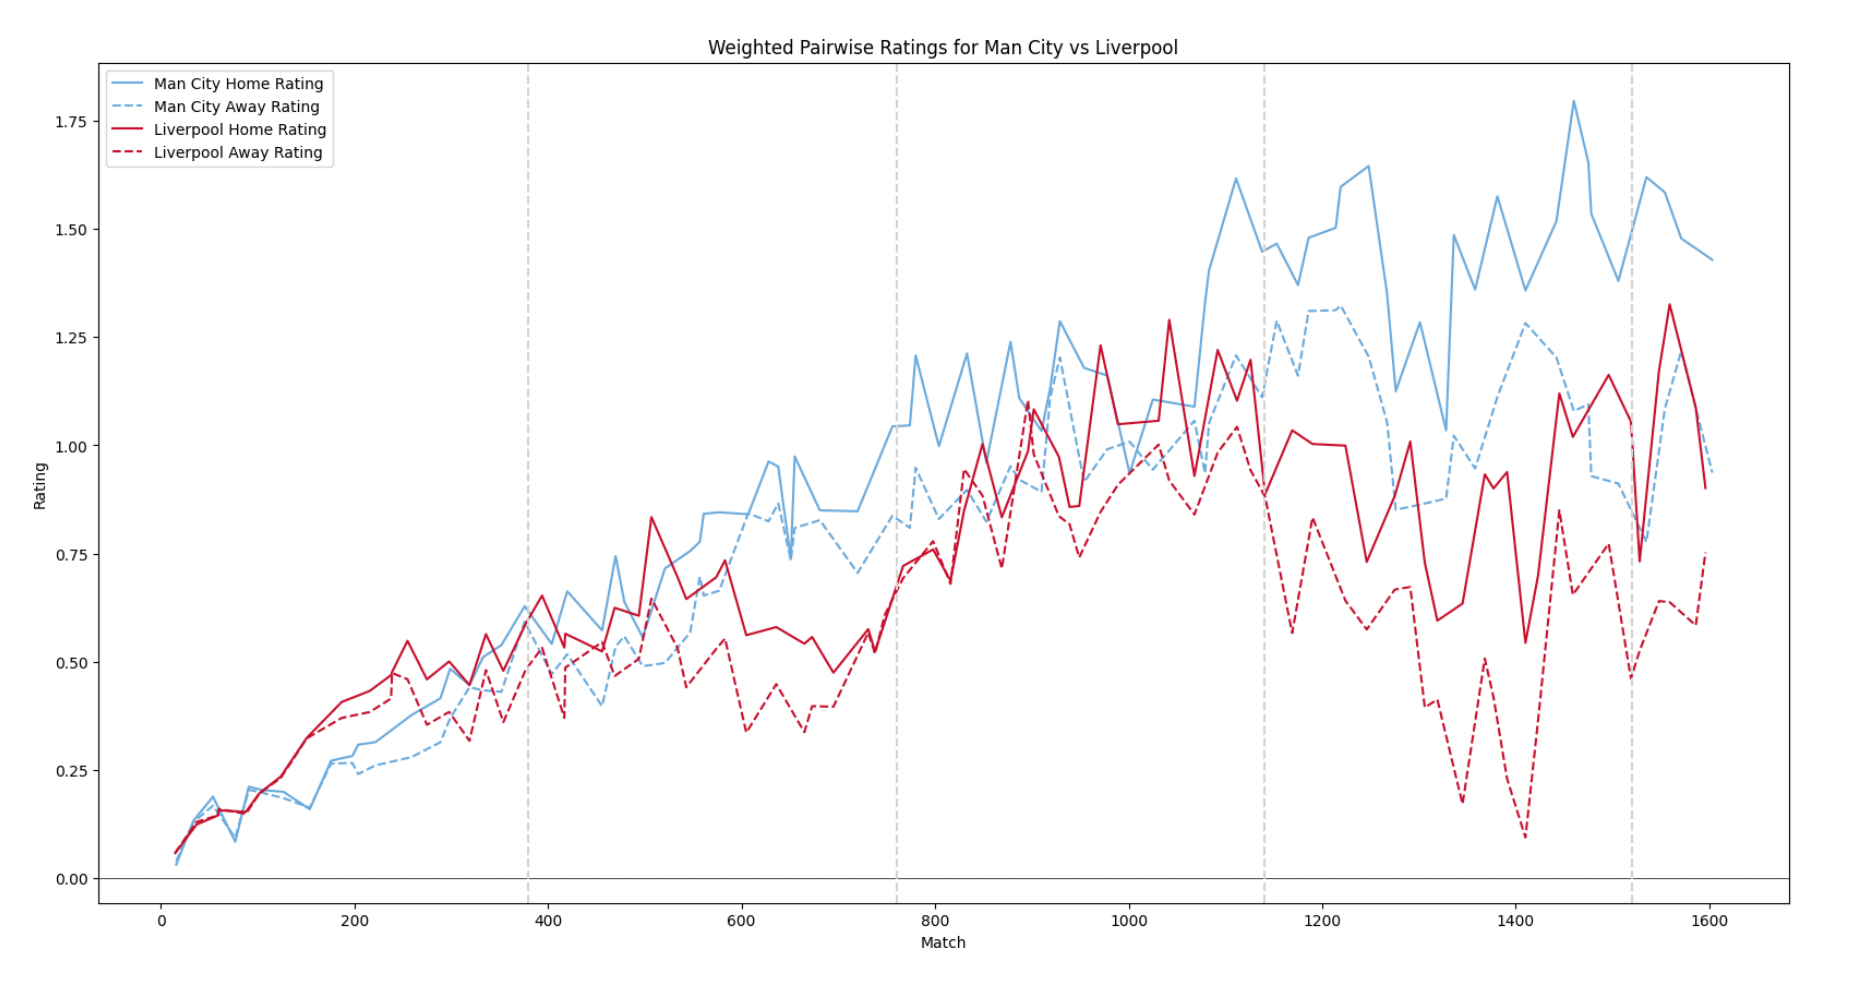 Weighted Pairwise Ratings for Man City vs Liverpool
Man City Home Rating
Man City Away Rating
Liverpool Home Rating
Liverpool Away Rating
1.75
1.50
1.25
1.00
0.75
0.50
0.25
0.00
Rating
0 200 400 600 800 1000 1200 1400 1600
Match